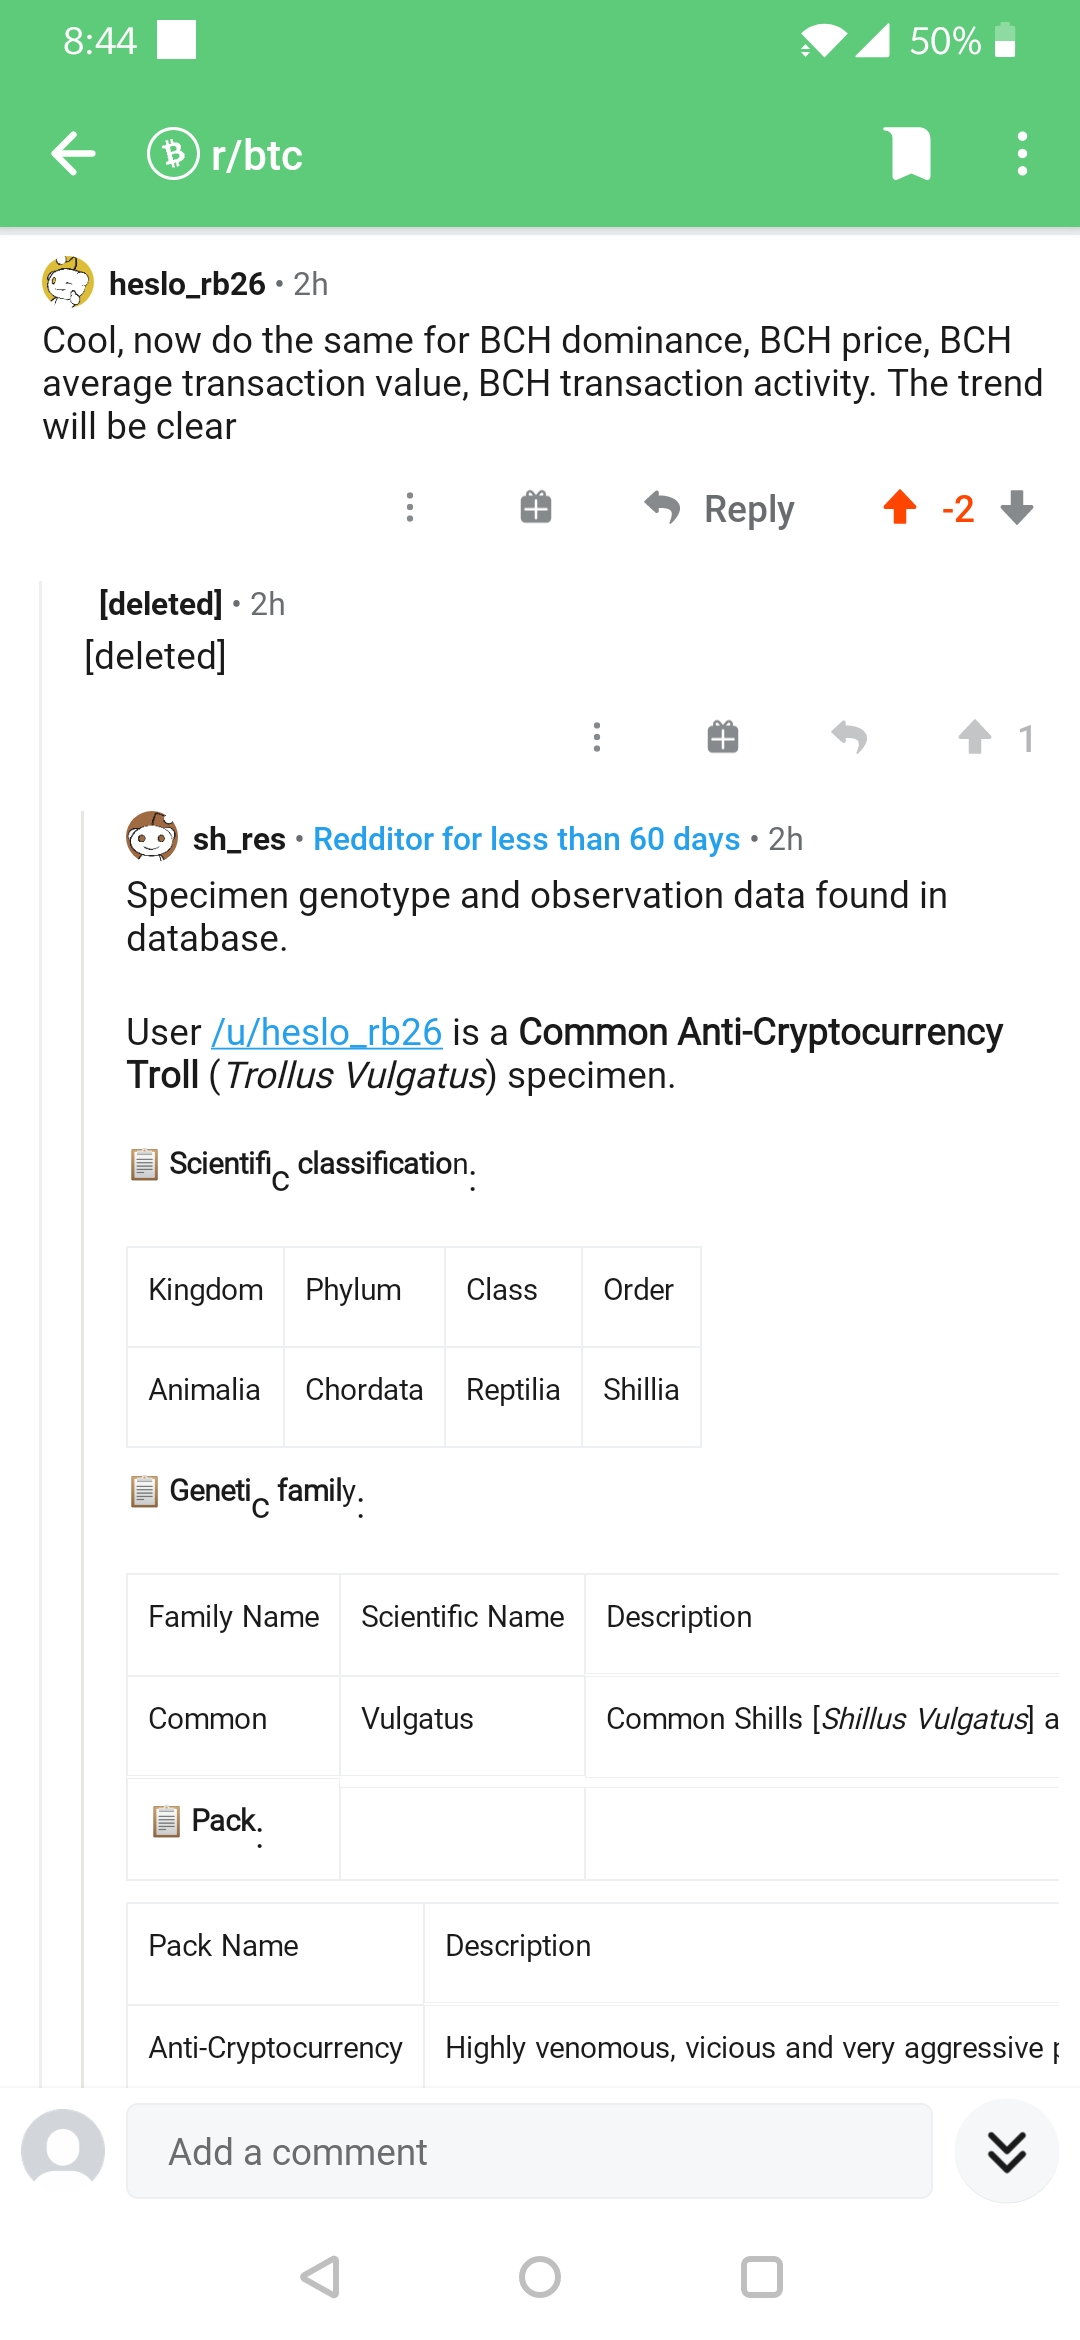 8:44
50%
r/btc
heslo_rb26 • 2h
Cool, now do the same for BCH dominance, BCH price, BCH
average transaction value, BCH transaction activity. The trend
will be clear
Reply
-2
[deleted] • 2h
[deleted]
1
sh_res • Redditor for less than 60 days • 2h
Specimen genotype and observation data found in
database.
User /u/heslo_rb26 is a Common Anti-Cryptocurrency
Troll (Trollus Vulgatus) specimen.
📋 Scientific classification:
Kingdom Phylum Class Order
Animalia Chordata Reptilia Shillia
📋 Genetic family:
Family Name Scientific Name Description
Common Vulgatus Common Shills [Shillus Vulgatus] a
📋 Pack:
Pack Name Description
Anti-Cryptocurrency Highly venomous, vicious and very aggressive
Add a comment